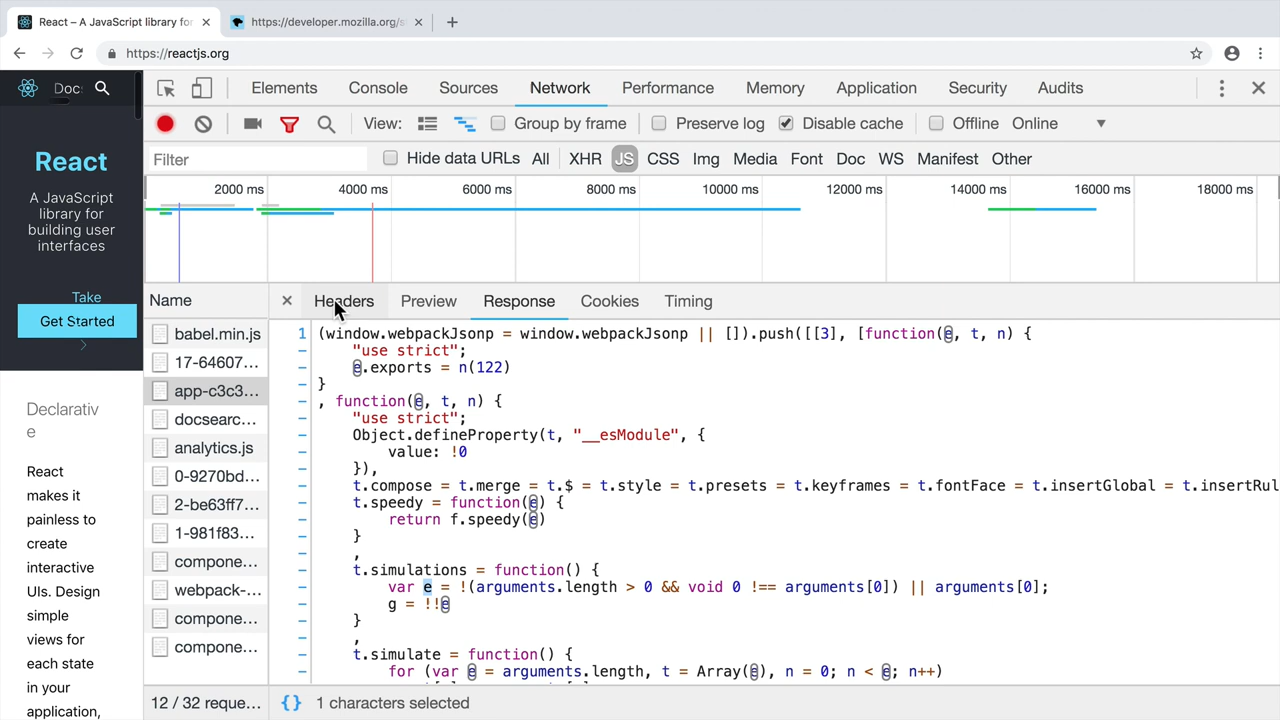 React – A JavaScript library for
https://developer.mozilla.org/s
https://reactjs.org
Doc
Elements Console Sources Network Performance Memory Application Security Audits
View: Group by frame Preserve log Disable cache Offline Online
Filter Hide data URLs All XHR JS CSS Img Media Font Doc WS Manifest Other
2000 ms 4000 ms 6000 ms 8000 ms 10000 ms 12000 ms 14000 ms 16000 ms 18000 ms
React
A JavaScript
library for
building user
interfaces
Take
Get Started
Declarativ
e
React
makes it
painless to
create
interactive
UIs. Design
simple
views for
each state
in your
application,
Name
babel.min.js
17-64607...
app-c3c3...
docsearc...
analytics.js
0-9270bd...
2-be63ff7...
1-981f83...
compone...
webpack-...
compone...
compone...
12 / 32 reque...
Headers Preview Response Cookies Timing
1 (window.webpackJsonp = window.webpackJsonp || []).push([[3], [function(e, t, n) {
"use strict";
e.exports = n(122)
}
, function(e, t, n) {
"use strict";
Object.defineProperty(t, "__esModule", {
value: !0
}),
t.compose = t.merge = t.$ = t.style = t.presets = t.keyframes = t.fontFace = t.insertGlobal = t.insertRul
t.speedy = function(e) {
return f.speedy(e)
}
,
t.simulations = function() {
var e = !(arguments.length > 0 && void 0 !== arguments[0]) || arguments[0];
g = !!e
}
,
t.simulate = function() {
for (var e = arguments.length, t = Array(e), n = 0; n < e; n++)
{} 1 characters selected